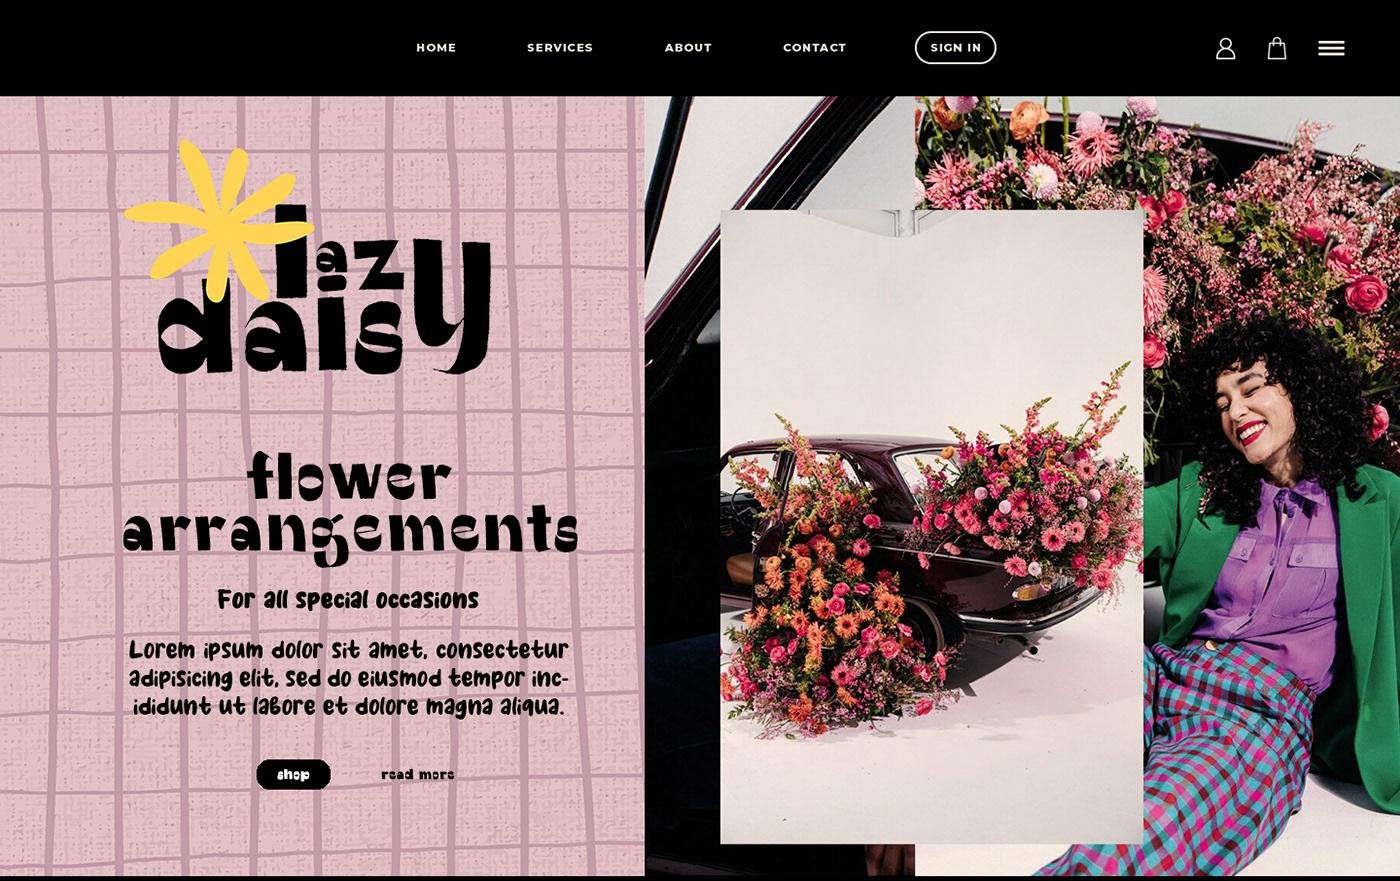 HOME SERVICES ABOUT CONTACT SIGN IN
lazy
daisy
flower
arrangements
For all special occasions
Lorem ipsum dolor sit amet, consectetur
adipisicing elit, sed do eiusmod tempor inc-
ididunt ut labore et dolore magna aliqua.
shop read more